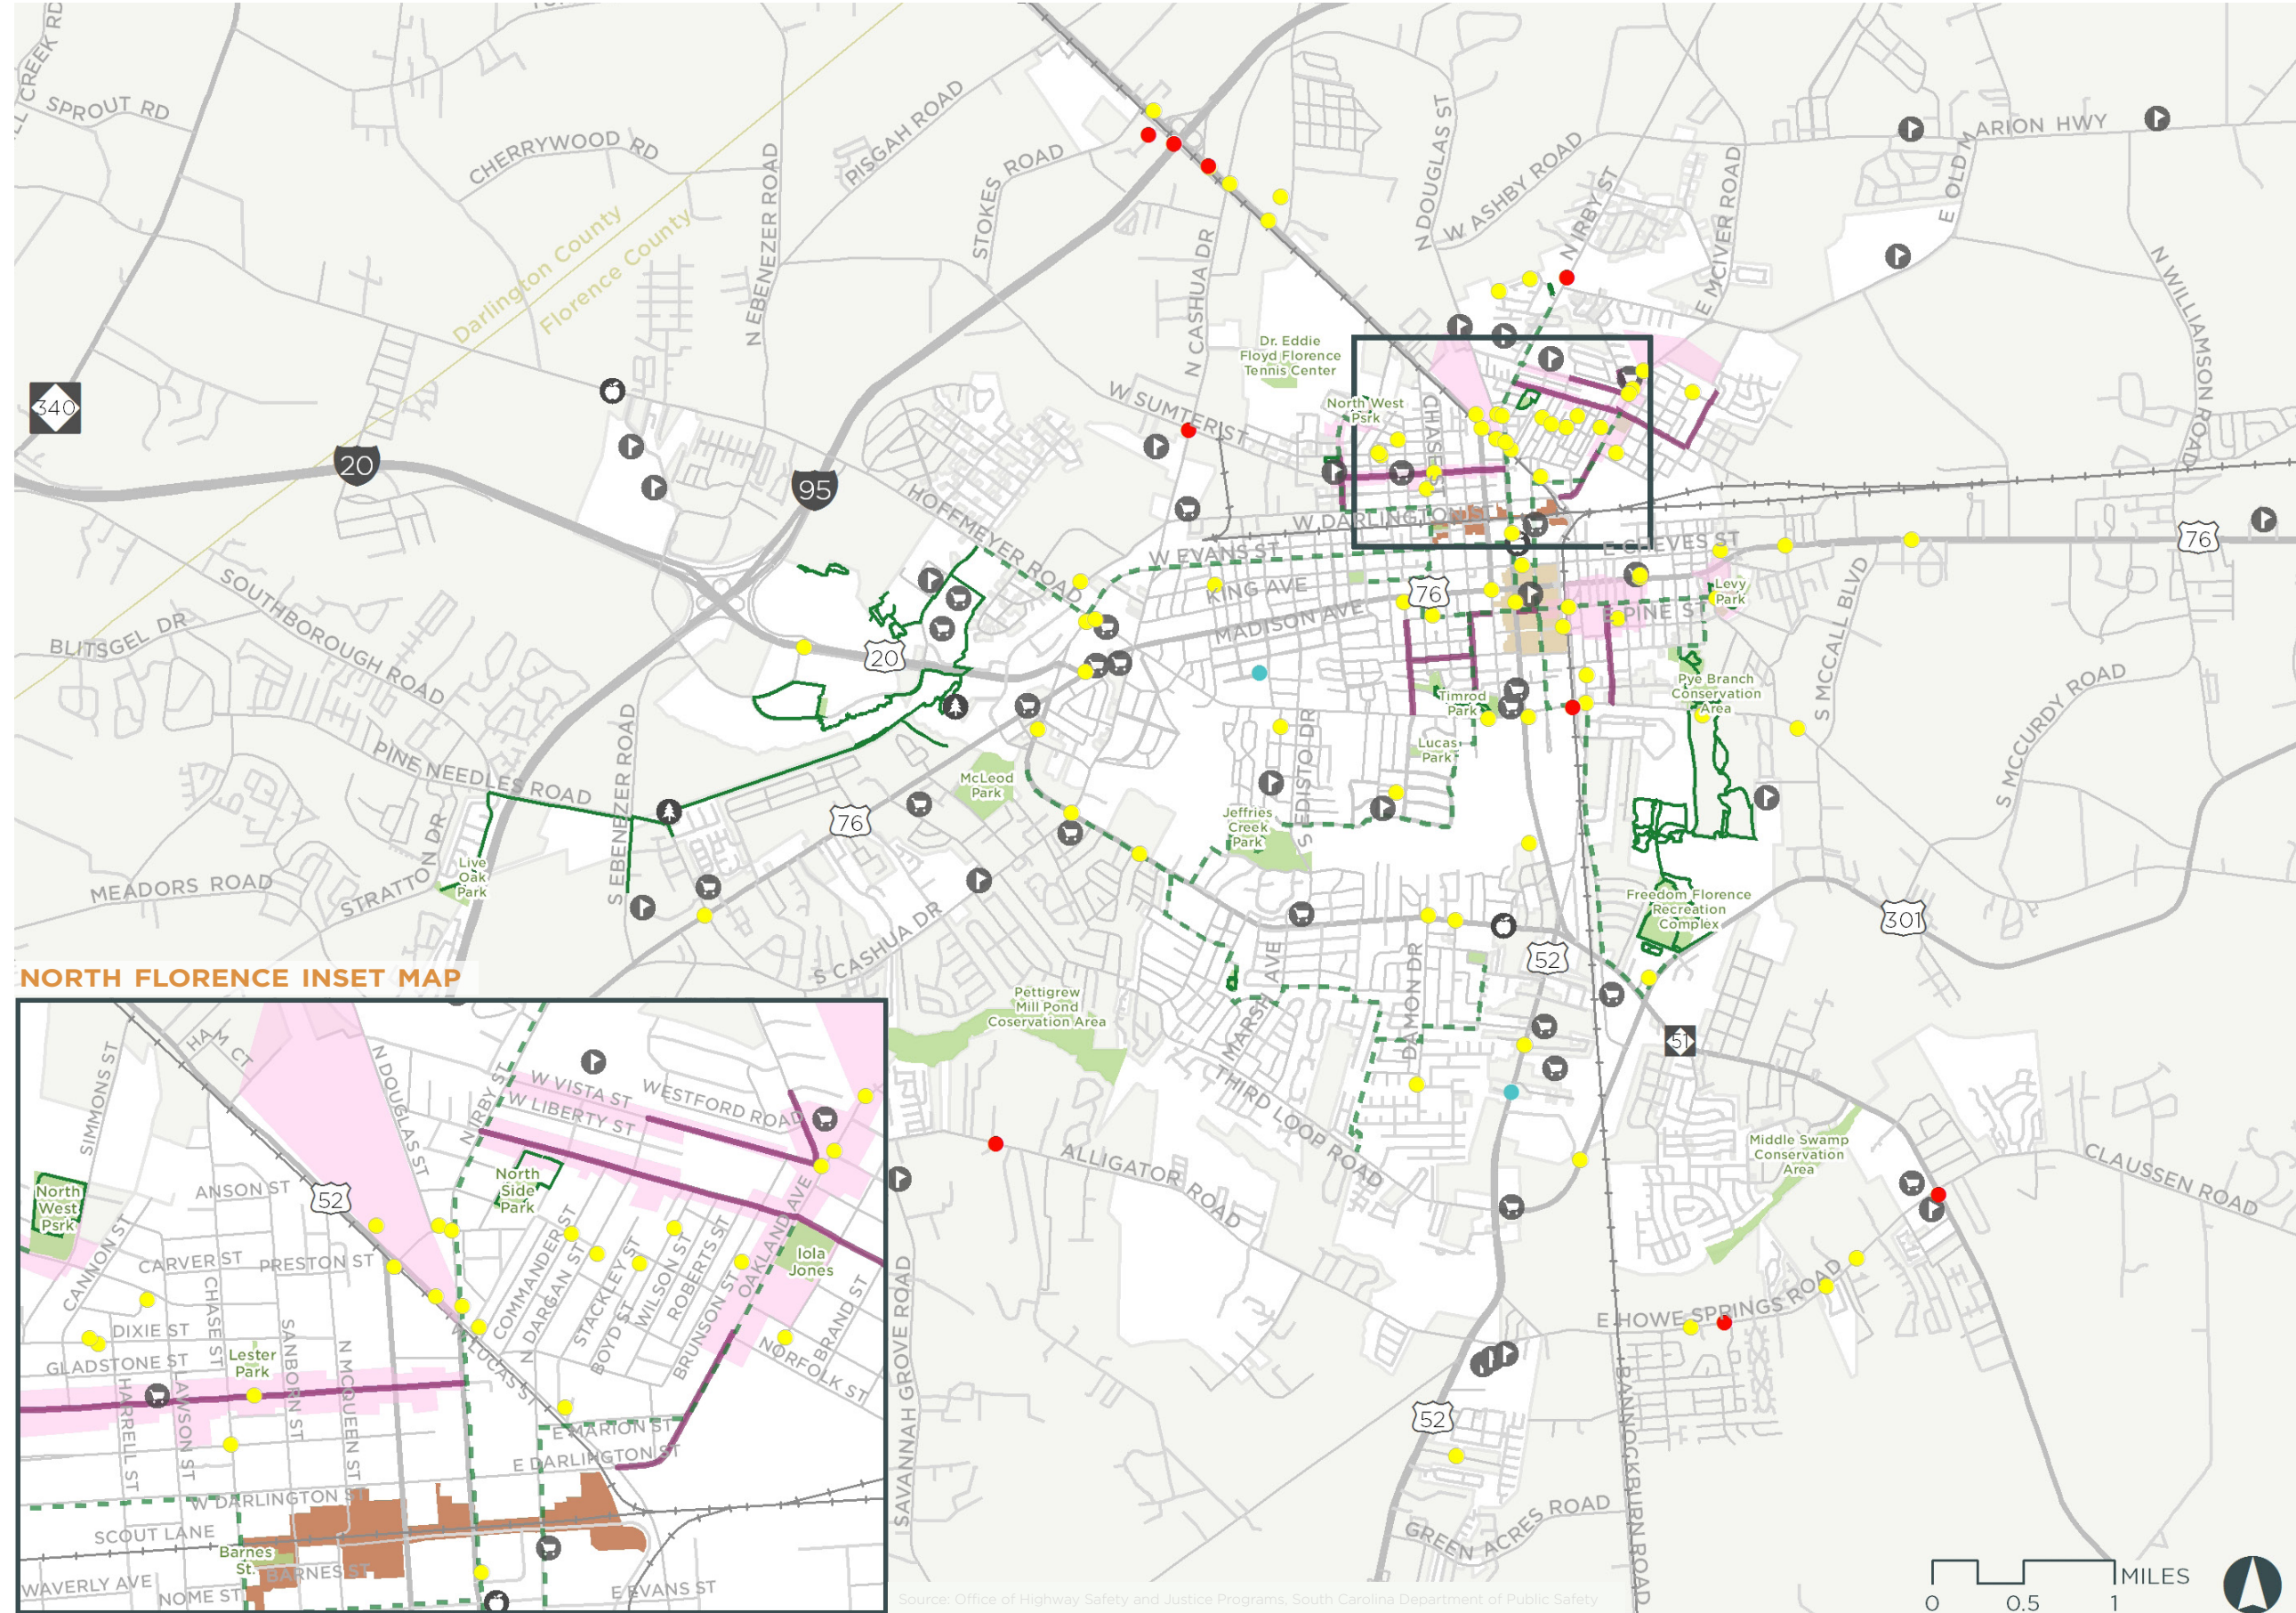 SPROUT RD
CHERRYWOOD RD
PISGAH ROAD
STOKES ROAD
N EBENEZER ROAD
Darlington County
Florence County
N CASHUA DR
N DOUGLAS ST
W ASHBY ROAD
N IRBY ST
E MCIVER ROAD
E OLD MARION HWY
N WILLIAMSON ROAD
340
20
95
Dr. Eddie
Floyd Florence
Tennis Center
North West
Psrk
CHASE ST
W SUMTER ST
HOFFMEYER ROAD
W DARLINGTON ST
W EVANS ST
E CHEVES ST
76
KING AVE
76
MADISON AVE
E PINE ST
Levy
Park
SOUTHBOROUGH ROAD
BLITSGEL DR
20
Pye Branch
Conservation
Area
S MCCALL BLVD
S MCCURDY ROAD
Timrod
Park
Lucas
Park
S EDISTO DR
PINE NEEDLES ROAD
S EBENEZER ROAD
McLeod
Park
76
Jeffries
Creek
Park
MEADORS ROAD
STRATTON DR
Live
Oak
Park
S CASHUA DR
Freedom Florence
Recreation
Complex
301
52
51
Pettigrew
Mill Pond
Coservation Area
MARSH AVE
DAMON DR
THIRD LOOP ROAD
ALLIGATOR ROAD
Middle Swamp
Conservation
Area
CLAUSSEN ROAD
E HOWE SPRINGS ROAD
SAVANNAH GROVE ROAD
52
GREEN ACRES ROAD
BANNOCKBURN ROAD
NORTH FLORENCE INSET MAP
HAM CT
SIMMONS ST
N DOUGLAS ST
N IRBY ST
W VISTA ST
WESTFORD ROAD
W LIBERTY ST
North
West
Psrk
ANSON ST
52
North
Side
Park
CANNON ST
CARVER ST
PRESTON ST
COMMANDER ST
N DARGAN ST
STACKLEY ST
BOYD ST
WILSON ST
ROBERTS ST
BRUNSON ST
OAKLAND AVE
Iola
Jones
BRAND ST
NORFOLK ST
DIXIE ST
CHASE ST
SANBORN ST
N MCQUEEN ST
GLADSTONE ST
Lester
Park
HARRELL ST
LAWSON ST
W LUCAS ST
E MARION ST
E DARLINGTON ST
W DARLINGTON ST
SCOUT LANE
Barnes
St.
BARNES ST
WAVERLY AVE
NOME ST
E EVANS ST
Source: Office of Highway Safety and Justice Programs, South Carolina Department of Public Safety
MILES
0 0.5 1